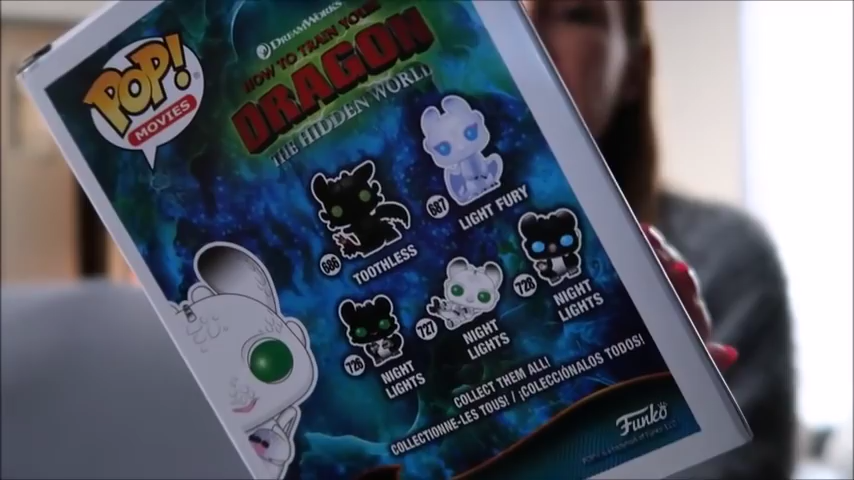 POP!
MOVIES
DREAMWORKS
HOW TO TRAIN YOUR
DRAGON
THE HIDDEN WORLD
686
TOOTHLESS
687
LIGHT FURY
726
NIGHT
LIGHTS
727
NIGHT
LIGHTS
728
NIGHT
LIGHTS
COLLECT THEM ALL!
COLLECTIONNE-LES TOUS! / ¡COLECCIÓNALOS TODOS!
Funko